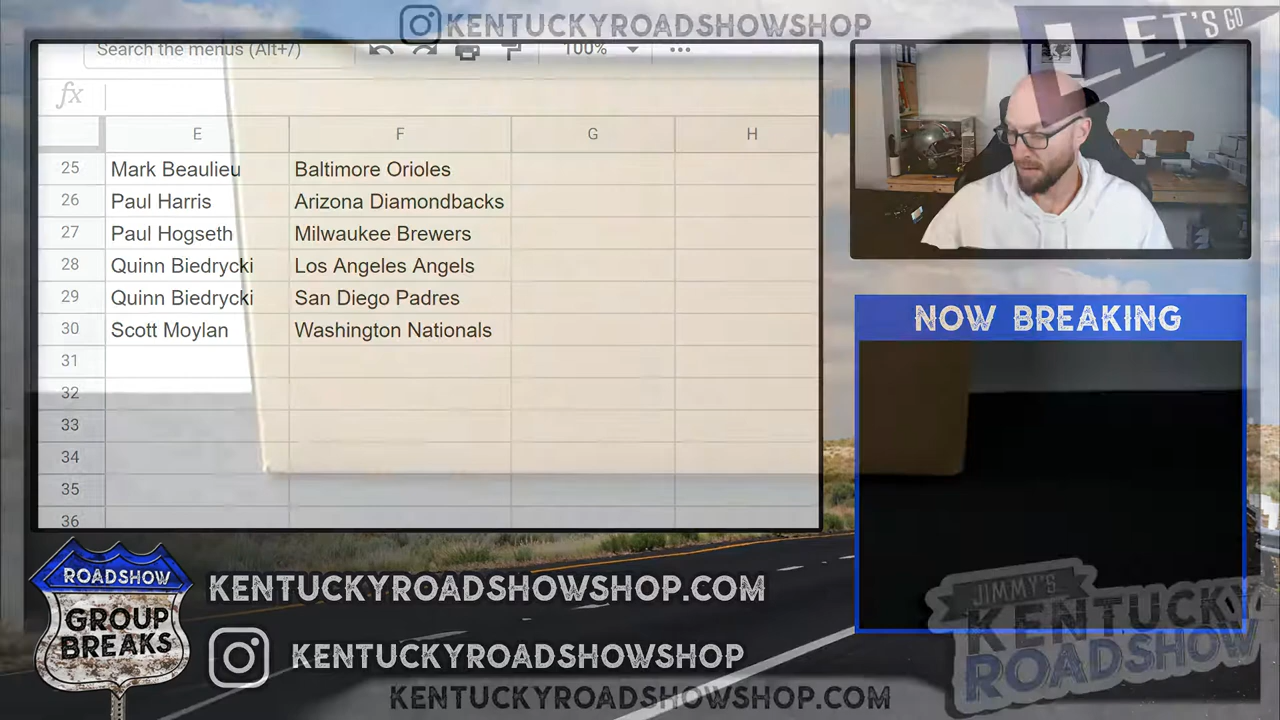 KENTUCKYROADSHOWSHOP
LET'S GO
Search the menus (Alt+/)
100%
fx
E F G H
25 Mark Beaulieu Baltimore Orioles
26 Paul Harris Arizona Diamondbacks
27 Paul Hogseth Milwaukee Brewers
28 Quinn Biedrycki Los Angeles Angels
29 Quinn Biedrycki San Diego Padres
30 Scott Moylan Washington Nationals
31
32
33
34
35
36
NOW BREAKING
ROADSHOW
GROUP
BREAKS
KENTUCKYROADSHOWSHOP.COM
KENTUCKYROADSHOWSHOP
KENTUCKYROADSHOWSHOP.COM
JIMMY'S
KENTUCKY
ROADSHOW